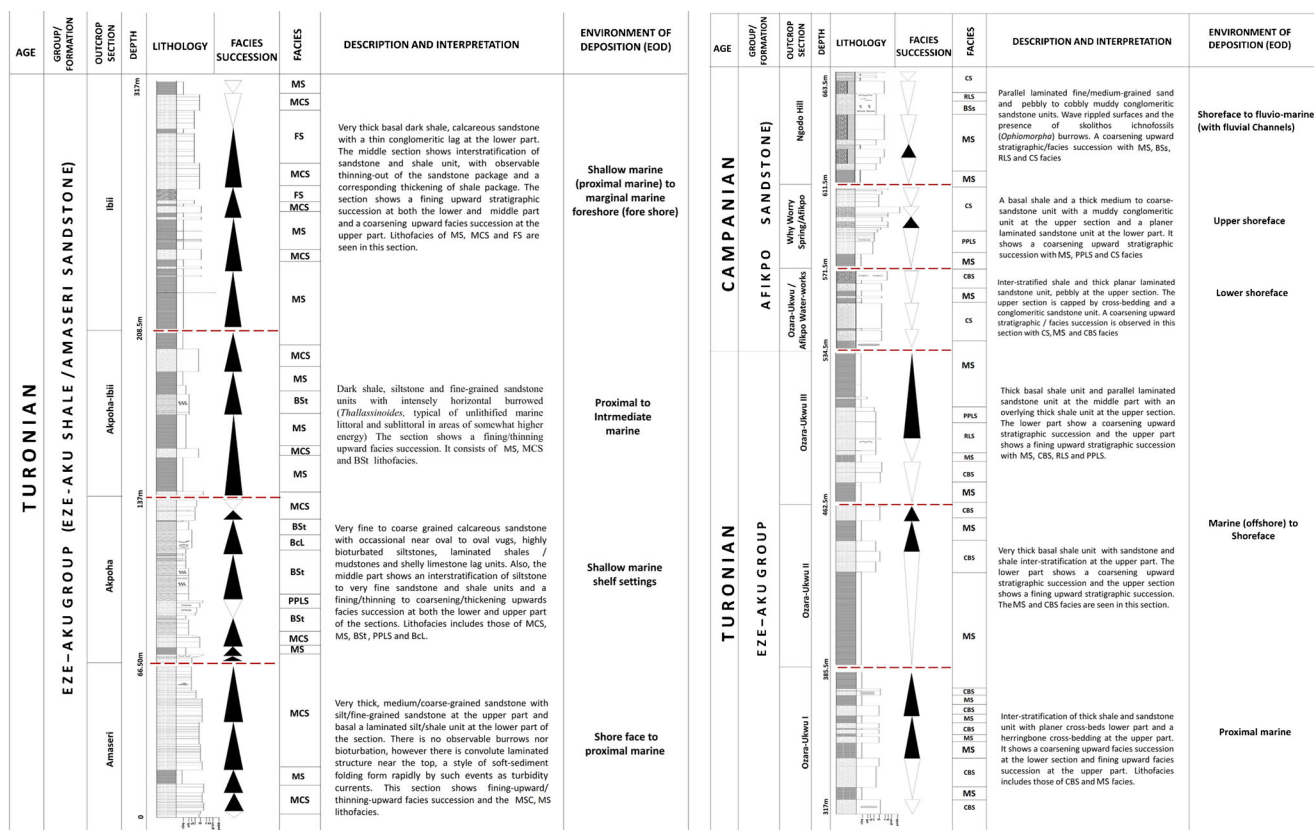 AGE
GROUP/
FORMATION
OUTCROP
SECTION
DEPTH
LITHOLOGY
FACIES
SUCCESSION
FACIES
DESCRIPTION AND INTERPRETATION
ENVIRONMENT OF
DEPOSITION (EOD)
TURONIAN
EZE–AKU GROUP (EZE-AKU SHALE/AMASERI SANDSTONE)
Ibii
317m
MS
MCS
FS
MCS
FS
MCS
MS
MCS
MS
Very thick basal dark shale, calcareous sandstone
with a thin conglomeritic lag at the lower part.
The middle section shows interstratification of
sandstone and shale unit, with observable
thinning-out of the sandstone package and a
corresponding thickening of shale package. The
section shows a fining upward stratigraphic
succession at both the lower and middle part
and a coarsening upward facies succession at the
upper part. Lithofacies of MS, MCS and FS are
seen in this section.
Shallow marine
(proximal marine) to
marginal marine
foreshore (fore shore)
208.5m
Akpoha-Ibii
MCS
MS
BSt
MS
MCS
MS
Dark shale, siltstone and fine-grained sandstone
units with intensely horizontal burrowed
(Thallassinoides, typical of unlithified marine
littoral and sublittoral in areas of somewhat higher
energy) The section shows a fining/thinning
upward facies succession. It consists of MS, MCS
and BSt lithofacies.
Proximal to
Intrmediate
marine
137m
Akpoha
MCS
BSt
BcL
BSt
PPLS
BSt
MCS
MS
Very fine to coarse grained calcareous sandstone
with occassional near oval to oval vugs, highly
bioturbated siltstones, laminated shales /
mudstones and shelly limestone lag units. Also, the
middle part shows an interstratification of siltstone
to very fine sandstone and shale units and a
fining/thinning to coarsening/thickening upwards
facies succession at both the lower and upper part
of the sections. Lithofacies includes those of MCS,
MS, BSt, PPLS and BcL.
Shallow marine
shelf settings
66.50m
Amaseri
MCS
MS
MCS
Very thick, medium/coarse-grained sandstone with
silt/fine-grained sandstone at the upper part and
basal a laminated silt/shale unit at the lower part of
the section. There is no observable burrows nor
bioturbation, however there is convolute laminated
structure near the top, a style of soft-sediment
folding form rapidly by such events as turbidity
currents. This section shows fining-upward/
thinning-upward facies succession and the MSC, MS
lithofacies.
Shore face to
proximal marine
0
AGE
GROUP/
FORMATION
OUTCROP
SECTION
DEPTH
LITHOLOGY
FACIES
SUCCESSION
FACIES
DESCRIPTION AND INTERPRETATION
ENVIRONMENT OF
DEPOSITION (EOD)
CAMPANIAN
AFIKPO SANDSTONE)
Ngodo Hill
663.5m
CS
RLS
BSs
MS
MS
Parallel laminated fine/medium-grained sand
and pebbly to cobbly muddy conglomeritic
sandstone units. Wave rippled surfaces and the
presence of skolithos ichnofossils
(Ophiomorpha) burrows. A coarsening upward
stratigraphic/facies succession with MS, BSs,
RLS and CS facies
Shoreface to fluvio-marine
(with fluvial Channels)
611.5m
Why Worry
Spring/Afikpo
CS
PPLS
MS
A basal shale and a thick medium to coarse-
sandstone unit with a muddy conglomeritic
unit at the upper section and a planer
laminated sandstone unit at the lower part. It
shows a coarsening upward stratigraphic
succession with MS, PPLS and CS facies
Upper shoreface
571.5m
Ozara-Ukwu /
Afikpo Water-works
CBS
MS
CS
Inter-stratified shale and thick planar laminated
sandstone unit, pebbly at the upper section. The
upper section is capped by cross-bedding and a
conglomeritic sandstone unit. A coarsening upward
stratigraphic / facies succession is observed in this
section with CS, MS and CBS facies
Lower shoreface
534.5m
TURONIAN
EZE–AKU GROUP
Ozara-Ukwu III
MS
PPLS
RLS
MS
CBS
MS
Thick basal shale unit and parallel laminated
sandstone unit at the middle part with an
overlying thick shale unit at the upper section.
The lower part show a coarsening upward
stratigraphic succession and the upper part
shows a fining upward stratigraphic succession
with MS, CBS, RLS and PPLS.
462.5m
Marine (offshore) to
Shoreface
Ozara-Ukwu II
CBS
MS
CBS
MS
Very thick basal shale unit with sandstone and
shale inter-stratification at the upper part. The
lower part shows a coarsening upward
stratigraphic succession and the upper section
shows a fining upward stratigraphic succession.
The MS and CBS facies are seen in this section.
385.5m
Ozara-Ukwu I
CBS
MS
CBS
MS
CBS
MS
MS
CBS
MS
CBS
Inter-stratification of thick shale and sandstone
unit with planer cross-beds lower part and a
herringbone cross-bedding at the upper part.
It shows a coarsening upward facies succession
at the lower section and fining upward facies
succession at the upper part. Lithofacies
includes those of CBS and MS facies.
Proximal marine
317m